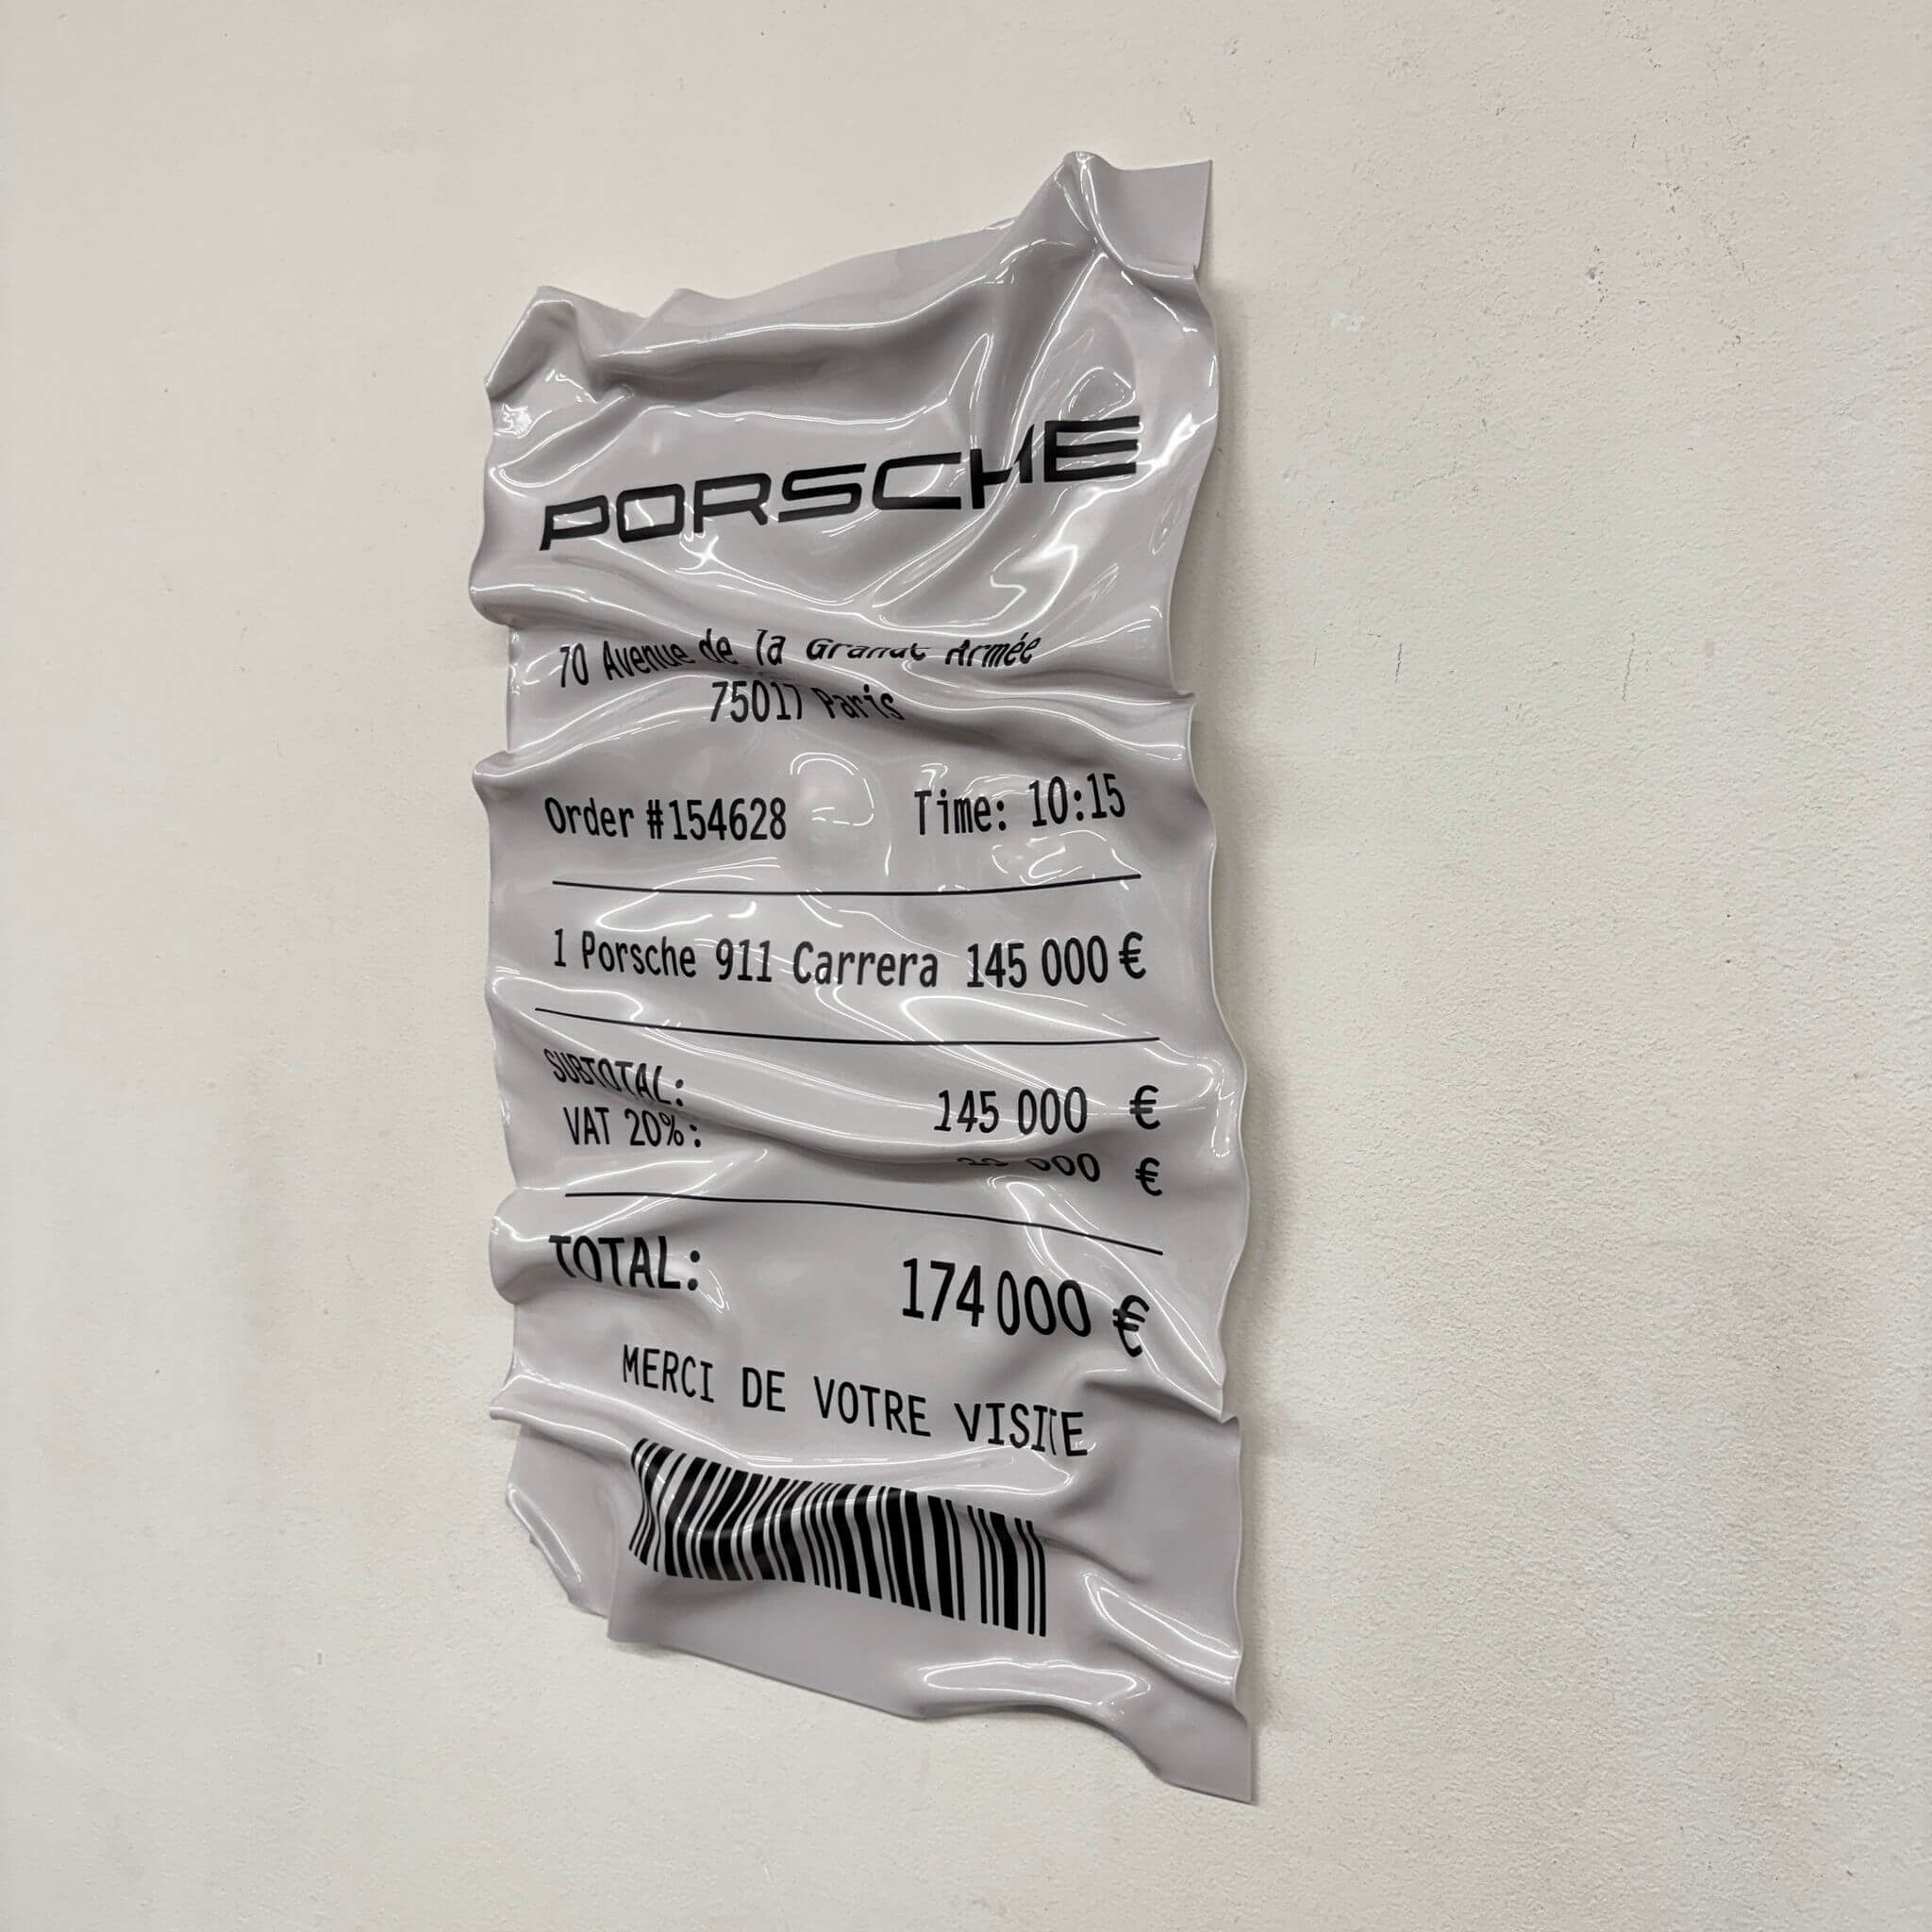 PORSCHE
70 Avenue de la Grande Armée
75017 Paris
Order #154628 Time: 10:15
1 Porsche 911 Carrera 145 000 €
SUBTOTAL: 145 000 €
VAT 20%: 000 €
TOTAL: 174 000 €
MERCI DE VOTRE VISITE